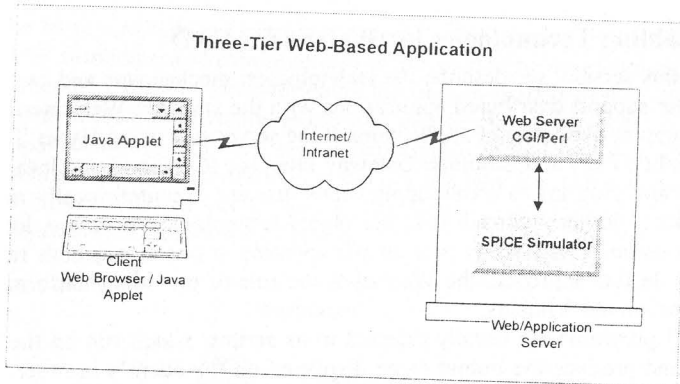 Three-Tier Web-Based Application
Java Applet
Internet/
Intranet
Web Server
CGI/Perl
SPICE Simulator
Client
Web Browser / Java
Applet
Web/Application
Server